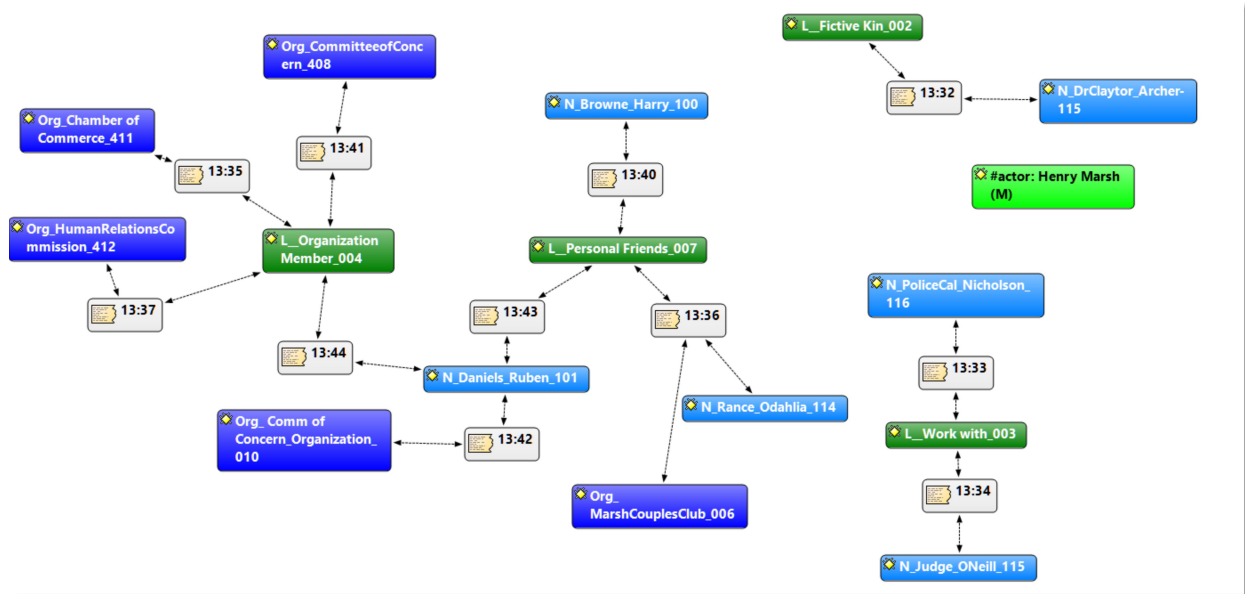 L__Fictive Kin_002
Org_CommitteeofConc
ern_408
13:32
N_DrClaytor_Archer-
115
N_Browne_Harry_100
Org_Chamber of
Commerce_411
13:41
13:35
13:40
#actor: Henry Marsh
(M)
Org_HumanRelationsCo
mmission_412
L__Organization
Member_004
L__Personal Friends_007
N_PoliceCal_Nicholson_
116
13:37
13:43
13:36
13:44
13:33
N_Daniels_Ruben_101
N_Rance_Odahlia_114
Org_ Comm of
Concern_Organization_
010
13:42
L__Work with_003
Org_
MarshCouplesClub_006
13:34
N_Judge_ONeill_115